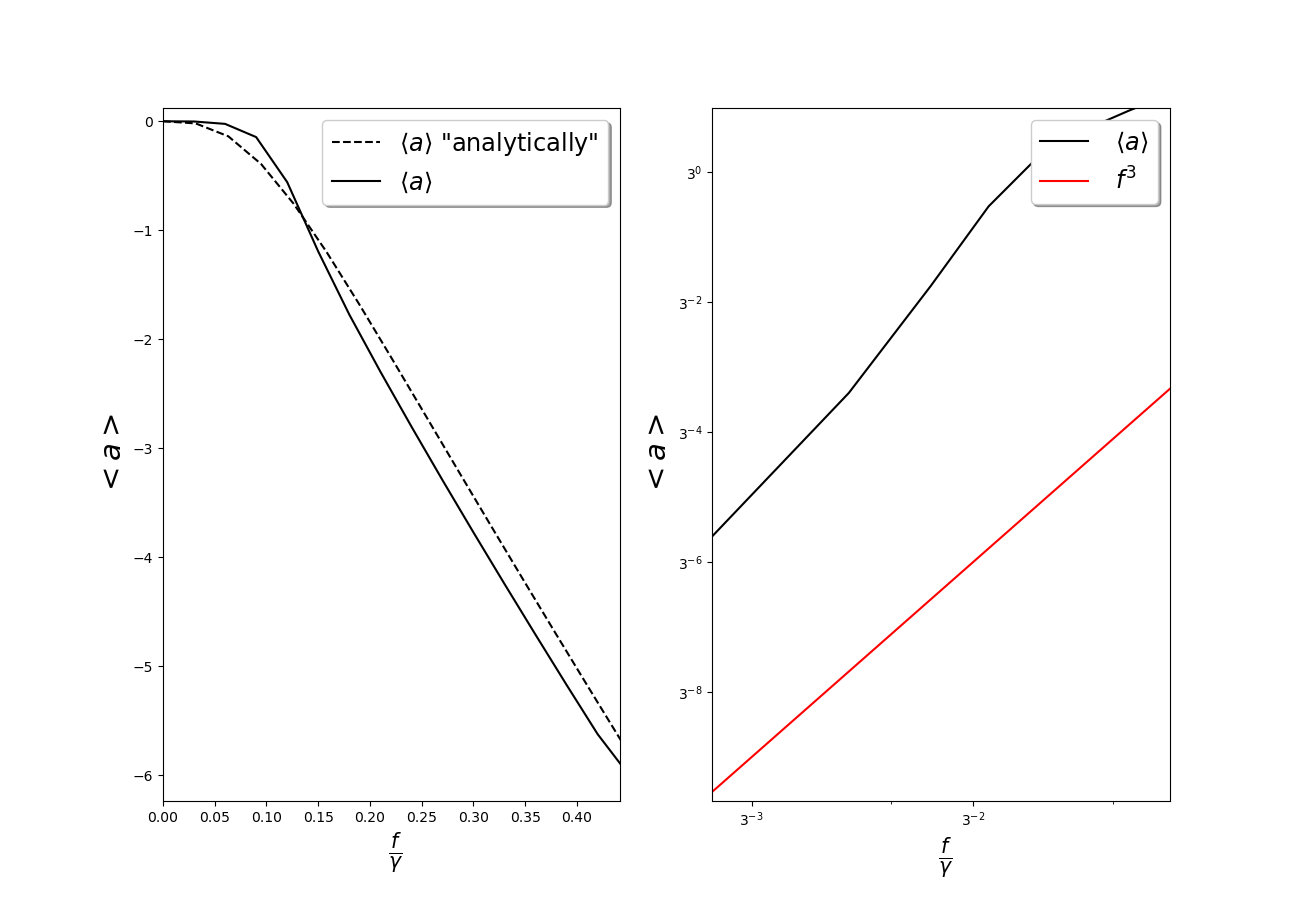 ⟨a⟩ "analytically"
⟨a⟩
0
−1
−2
−3
−4
−5
−6
< a >
0.00 0.05 0.10 0.15 0.20 0.25 0.30 0.35 0.40
f/γ
⟨a⟩
f³
3⁰
3⁻²
3⁻⁴
3⁻⁶
3⁻⁸
< a >
3⁻³ 3⁻²
f/γ